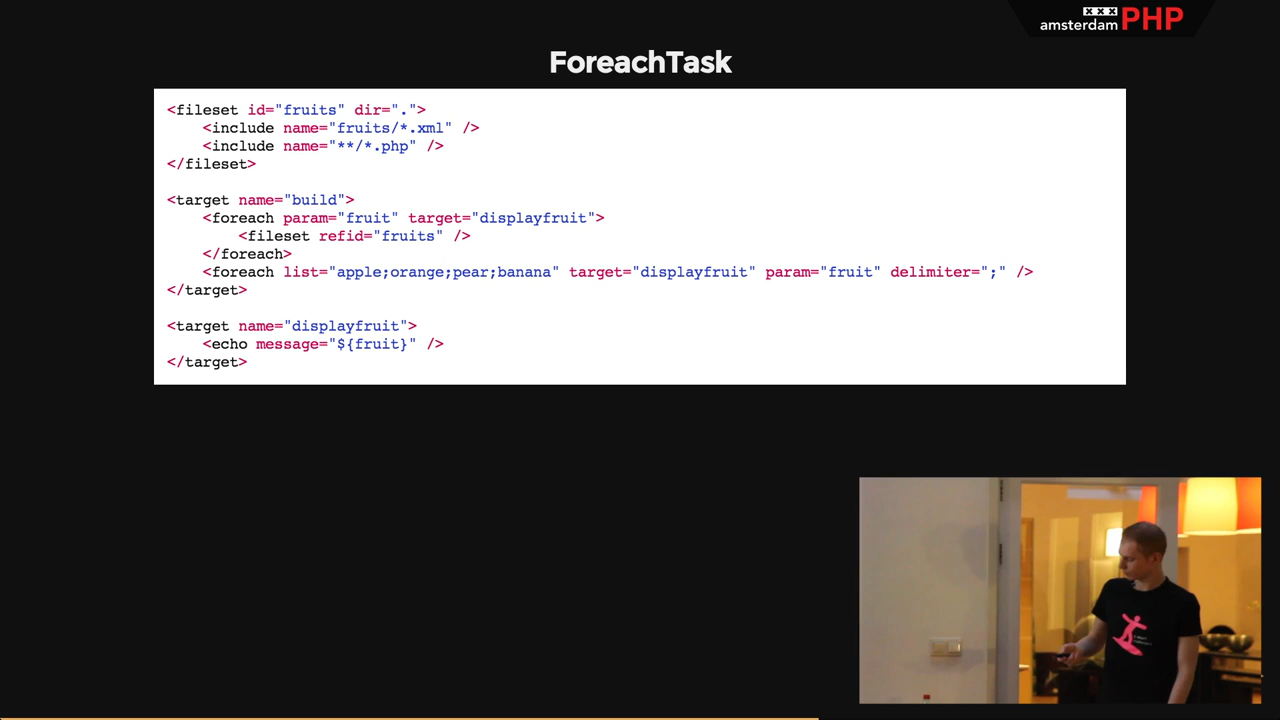 amsterdamPHP
ForeachTask
<fileset id="fruits" dir=".">
    <include name="fruits/*.xml" />
    <include name="**/*.php" />
</fileset>

<target name="build">
    <foreach param="fruit" target="displayfruit">
        <fileset refid="fruits" />
    </foreach>
    <foreach list="apple;orange;pear;banana" target="displayfruit" param="fruit" delimiter=";" />
</target>

<target name="displayfruit">
    <echo message="${fruit}" />
</target>